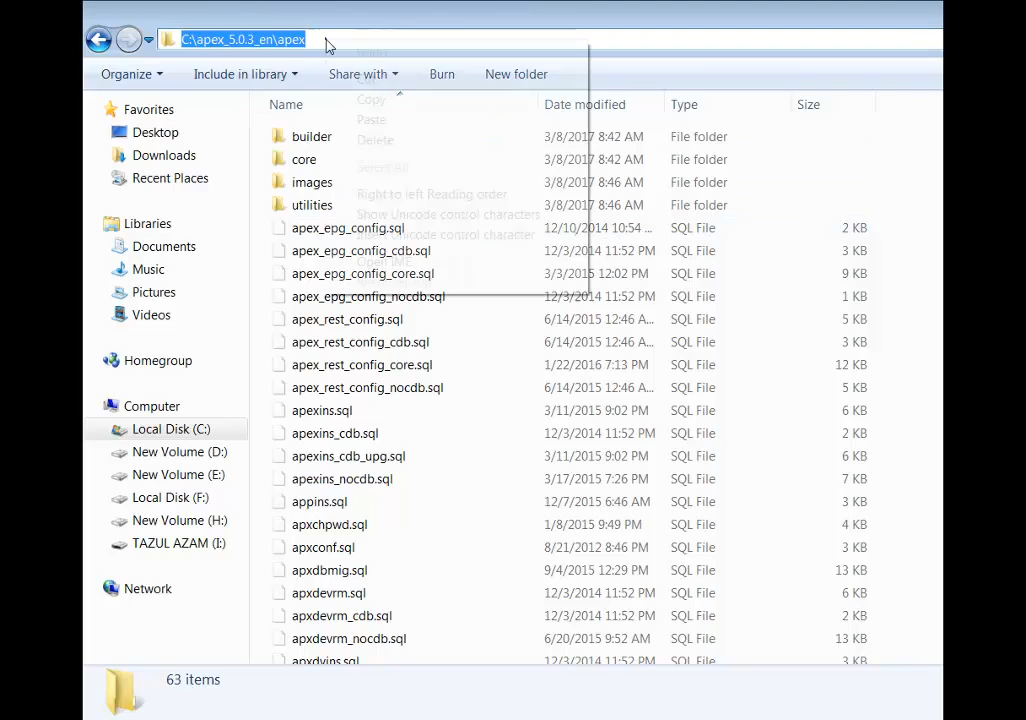 C:\apex_5.0.3_en\apex
Organize Include in library Share with Burn New folder
Name Date modified Type Size
Copy
Paste
Delete
Select All
Right to left Reading order
Show Unicode control characters
Insert Unicode control character
Open IME
Favorites
Desktop
Downloads
Recent Places
Libraries
Documents
Music
Pictures
Videos
Homegroup
Computer
Local Disk (C:)
New Volume (D:)
New Volume (E:)
Local Disk (F:)
New Volume (H:)
TAZUL AZAM (I:)
Network
builder 3/8/2017 8:42 AM File folder
core 3/8/2017 8:42 AM File folder
images 3/8/2017 8:46 AM File folder
utilities 3/8/2017 8:46 AM File folder
apex_epg_config.sql 12/10/2014 10:54 ... SQL File 2 KB
apex_epg_config_cdb.sql 12/3/2014 11:52 PM SQL File 2 KB
apex_epg_config_core.sql 3/3/2015 12:02 PM SQL File 9 KB
apex_epg_config_nocdb.sql 12/3/2014 11:52 PM SQL File 1 KB
apex_rest_config.sql 6/14/2015 12:46 A... SQL File 5 KB
apex_rest_config_cdb.sql 6/14/2015 12:46 A... SQL File 3 KB
apex_rest_config_core.sql 1/22/2016 7:13 PM SQL File 12 KB
apex_rest_config_nocdb.sql 6/14/2015 12:46 A... SQL File 5 KB
apexins.sql 3/11/2015 9:02 PM SQL File 6 KB
apexins_cdb.sql 12/3/2014 11:52 PM SQL File 2 KB
apexins_cdb_upg.sql 3/11/2015 9:02 PM SQL File 6 KB
apexins_nocdb.sql 3/17/2015 7:26 PM SQL File 7 KB
appins.sql 12/7/2015 6:46 AM SQL File 3 KB
apxchpwd.sql 1/8/2015 9:49 PM SQL File 4 KB
apxconf.sql 8/21/2012 8:46 PM SQL File 3 KB
apxdbmig.sql 9/4/2015 12:29 PM SQL File 13 KB
apxdevrm.sql 12/3/2014 11:52 PM SQL File 6 KB
apxdevrm_cdb.sql 12/3/2014 11:52 PM SQL File 2 KB
apxdevrm_nocdb.sql 6/20/2015 9:52 AM SQL File 13 KB
apxdvins.sql 12/3/2014 11:52 PM SQL File 3 KB
63 items